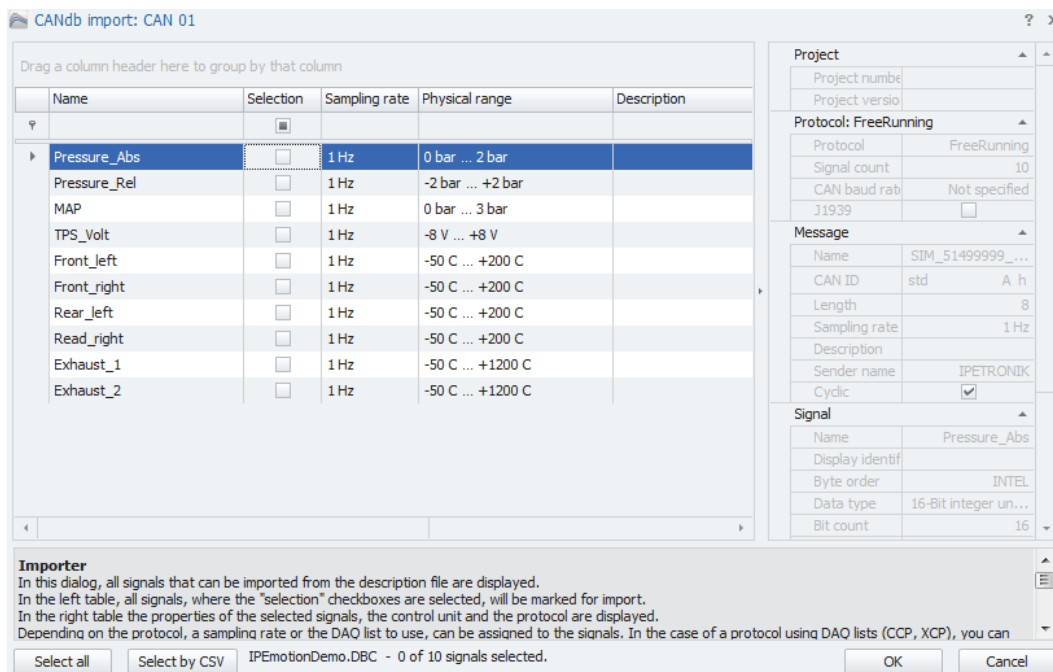 CANdb import: CAN 01
?
Drag a column header here to group by that column
Name Selection Sampling rate Physical range Description
Pressure_Abs 1 Hz 0 bar ... 2 bar
Pressure_Rel 1 Hz -2 bar ... +2 bar
MAP 1 Hz 0 bar ... 3 bar
TPS_Volt 1 Hz -8 V ... +8 V
Front_left 1 Hz -50 C ... +200 C
Front_right 1 Hz -50 C ... +200 C
Rear_left 1 Hz -50 C ... +200 C
Read_right 1 Hz -50 C ... +200 C
Exhaust_1 1 Hz -50 C ... +1200 C
Exhaust_2 1 Hz -50 C ... +1200 C
Project
Project numbe
Project versio
Protocol: FreeRunning
Protocol FreeRunning
Signal count 10
CAN baud rat Not specified
J1939
Message
Name SIM_51499999_...
CAN ID std A h
Length 8
Sampling rate 1 Hz
Description
Sender name IPETRONIK
Cyclic
Signal
Name Pressure_Abs
Display identif
Byte order INTEL
Data type 16-Bit integer un...
Bit count 16
Importer
In this dialog, all signals that can be imported from the description file are displayed.
In the left table, all signals, where the "selection" checkboxes are selected, will be marked for import.
In the right table the properties of the selected signals, the control unit and the protocol are displayed.
Depending on the protocol, a sampling rate or the DAQ list to use, can be assigned to the signals. In the case of a protocol using DAQ lists (CCP, XCP), you can
Select all Select by CSV IPEmotionDemo.DBC - 0 of 10 signals selected. OK Cancel